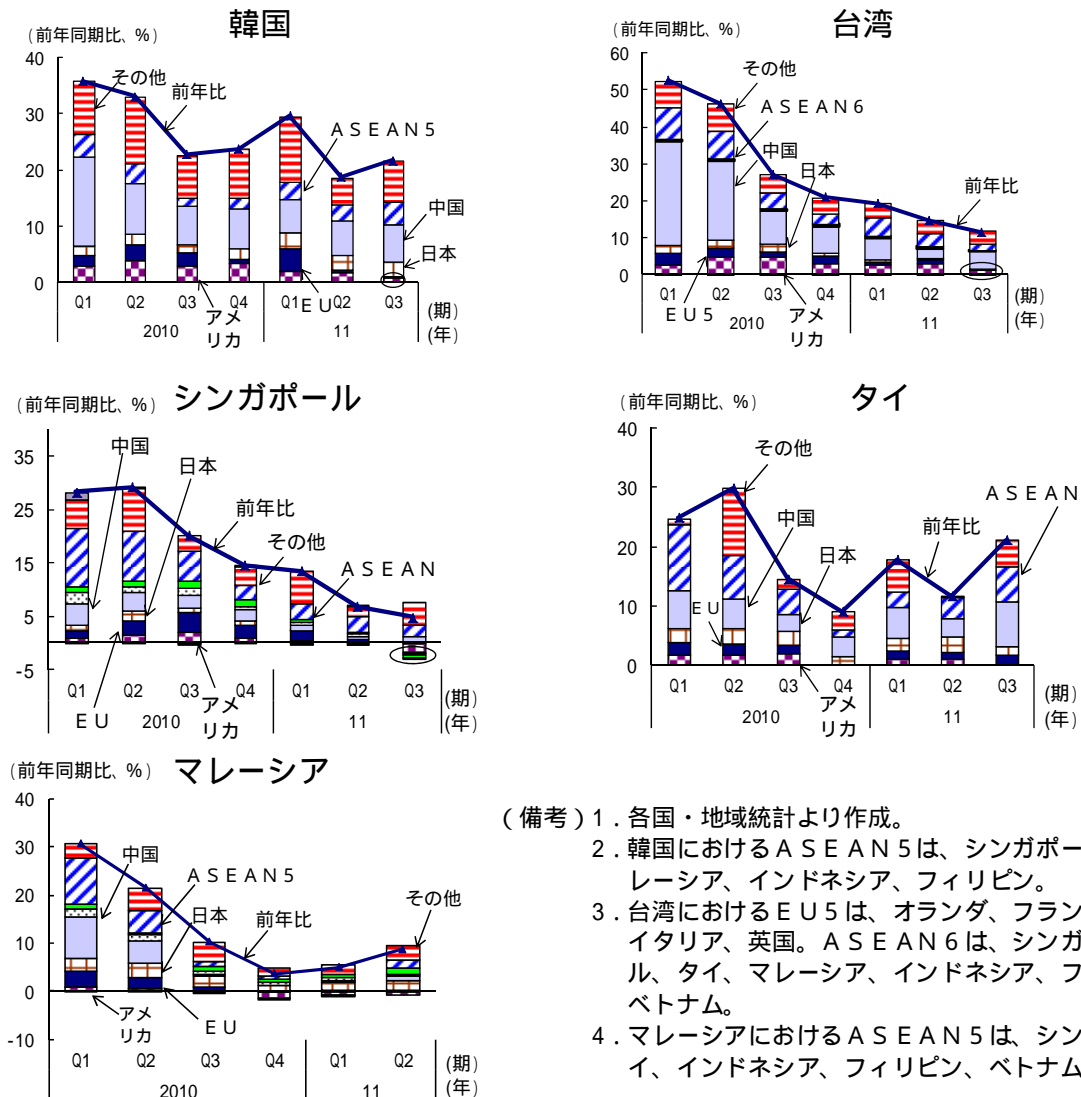 韓国
(前年同期比、%)
40
30
20
10
0
その他
前年比
ASEAN5
中国
日本
EU
アメ
リカ
Q1 Q2 Q3 Q4 Q1 Q2 Q3 (期)
2010 11 (年)
台湾
(前年同期比、%)
60
50
40
30
20
10
0
その他
ASEAN6
中国
日本
前年比
EU5
アメ
リカ
Q1 Q2 Q3 Q4 Q1 Q2 Q3 (期)
2010 11 (年)
シンガポール
(前年同期比、%)
35
25
15
5
-5
中国
日本
前年比
その他
ASEAN
EU
アメ
リカ
Q1 Q2 Q3 Q4 Q1 Q2 Q3 (期)
2010 11 (年)
タイ
(前年同期比、%)
40
30
20
10
0
その他
中国
日本
前年比
ASEAN
EU
アメ
リカ
Q1 Q2 Q3 Q4 Q1 Q2 Q3 (期)
2010 11 (年)
マレーシア
(前年同期比、%)
40
30
20
10
0
-10
中国
ASEAN5
日本
前年比
その他
アメ
リカ
EU
Q1 Q2 Q3 Q4 Q1 Q2 (期)
2010 11 (年)
(備考)1.各国・地域統計より作成。
2.韓国におけるASEAN5は、シンガポー
レーシア、インドネシア、フィリピン。
3.台湾におけるEU5は、オランダ、フラン
イタリア、英国。ASEAN6は、シンガ
ル、タイ、マレーシア、インドネシア、フ
ベトナム。
4.マレーシアにおけるASEAN5は、シン
イ、インドネシア、フィリピン、ベトナム